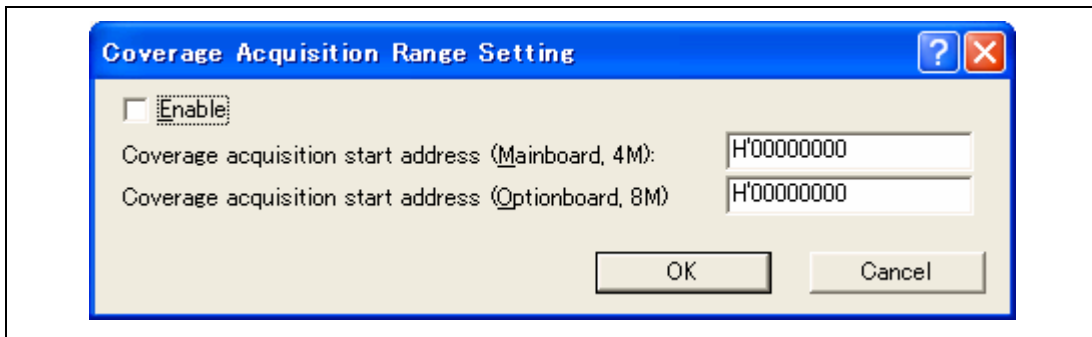 Coverage Acquisition Range Setting
Enable
Coverage acquisition start address (Mainboard, 4M): H'00000000
Coverage acquisition start address (Optionboard, 8M) H'00000000
OK Cancel